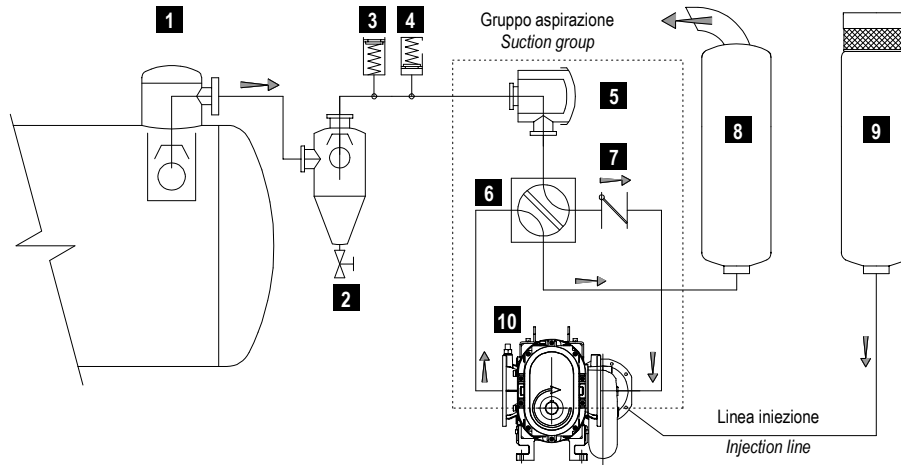 1
3
4
Gruppo aspirazione
Suction group
5
8
9
7
6
2
10
Linea iniezione
Injection line